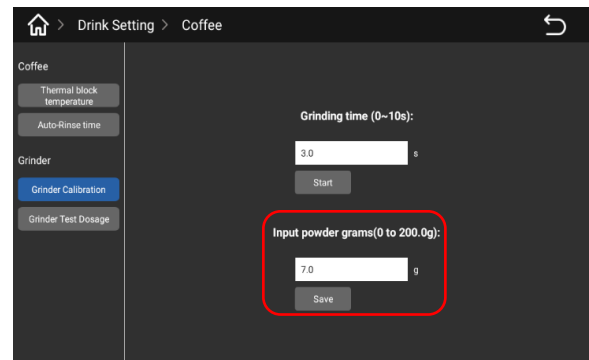 > Drink Setting > Coffee
Coffee
Thermal block
temperature
Auto-Rinse time
Grinder
Grinder Calibration
Grinder Test Dosage
Grinding time (0~10s):
3.0 s
Start
Input powder grams(0 to 200.0g):
7.0 g
Save